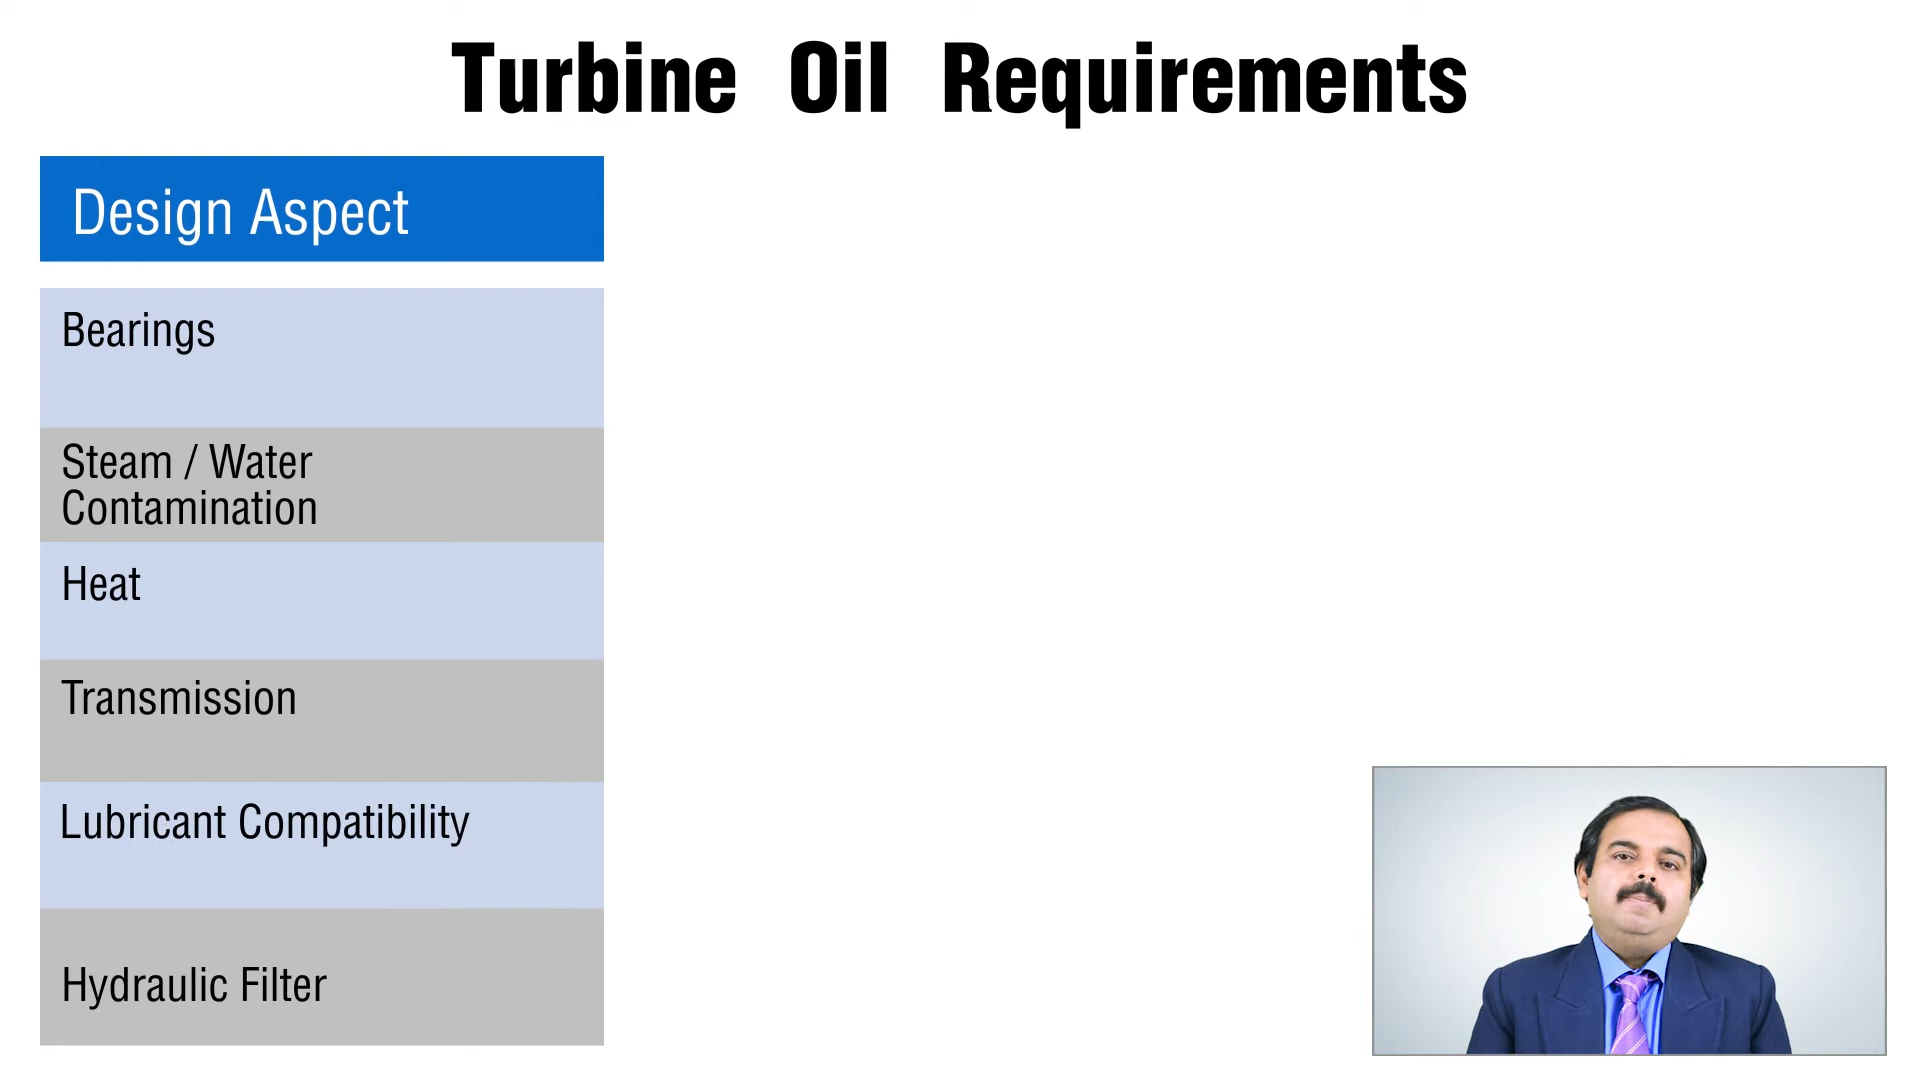 Turbine Oil Requirements
Design Aspect
Bearings
Steam / Water
Contamination
Heat
Transmission
Lubricant Compatibility
Hydraulic Filter